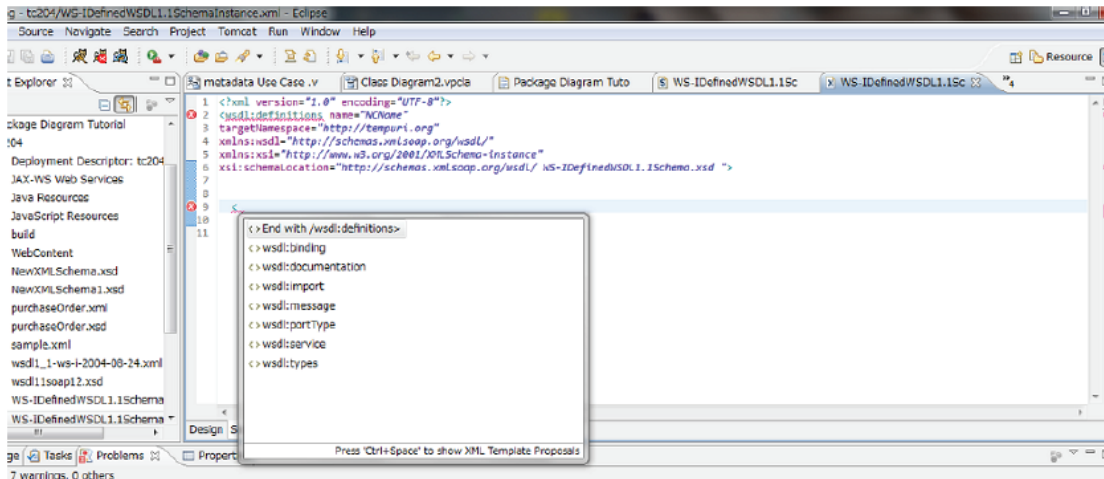 g - tc204/WS-IDefinedWSDL1.1SchemaInstance.xml - Eclipse
Source Navigate Search Project Tomcat Run Window Help
Resource
t Explorer
metadata Use Case .v
Class Diagram2.vpcla
Package Diagram Tuto
WS-IDefinedWSDL1.1Sc
WS-IDefinedWSDL1.1Sc
4
ckage Diagram Tutorial
204
Deployment Descriptor: tc204
JAX-WS Web Services
Java Resources
JavaScript Resources
build
WebContent
NewXMLSchema.xsd
NewXMLSchema1.xsd
purchaseOrder.xml
purchaseOrder.xsd
sample.xml
wsdl1_1-ws-i-2004-08-24.xml
wsdl11soap12.xsd
WS-IDefinedWSDL1.1Schema
WS-IDefinedWSDL1.1Schema
1 <?xml version="1.0" encoding="UTF-8"?>
2 <wsdl:definitions name="NCName"
3 targetNamespace="http://tempuri.org"
4 xmlns:wsdl="http://schemas.xmlsoap.org/wsdl/"
5 xmlns:xsi="http://www.w3.org/2001/XMLSchema-instance"
6 xsi:schemaLocation="http://schemas.xmlsoap.org/wsdl/ WS-IDefinedWSDL1.1Schema.xsd ">
7
8
9 <
10
11
<> End with /wsdl:definitions>
<> wsdl:binding
<> wsdl:documentation
<> wsdl:import
<> wsdl:message
<> wsdl:portType
<> wsdl:service
<> wsdl:types
Press 'Ctrl+Space' to show XML Template Proposals
Design S
ge Tasks Problems Propert
7 warnings, 0 others